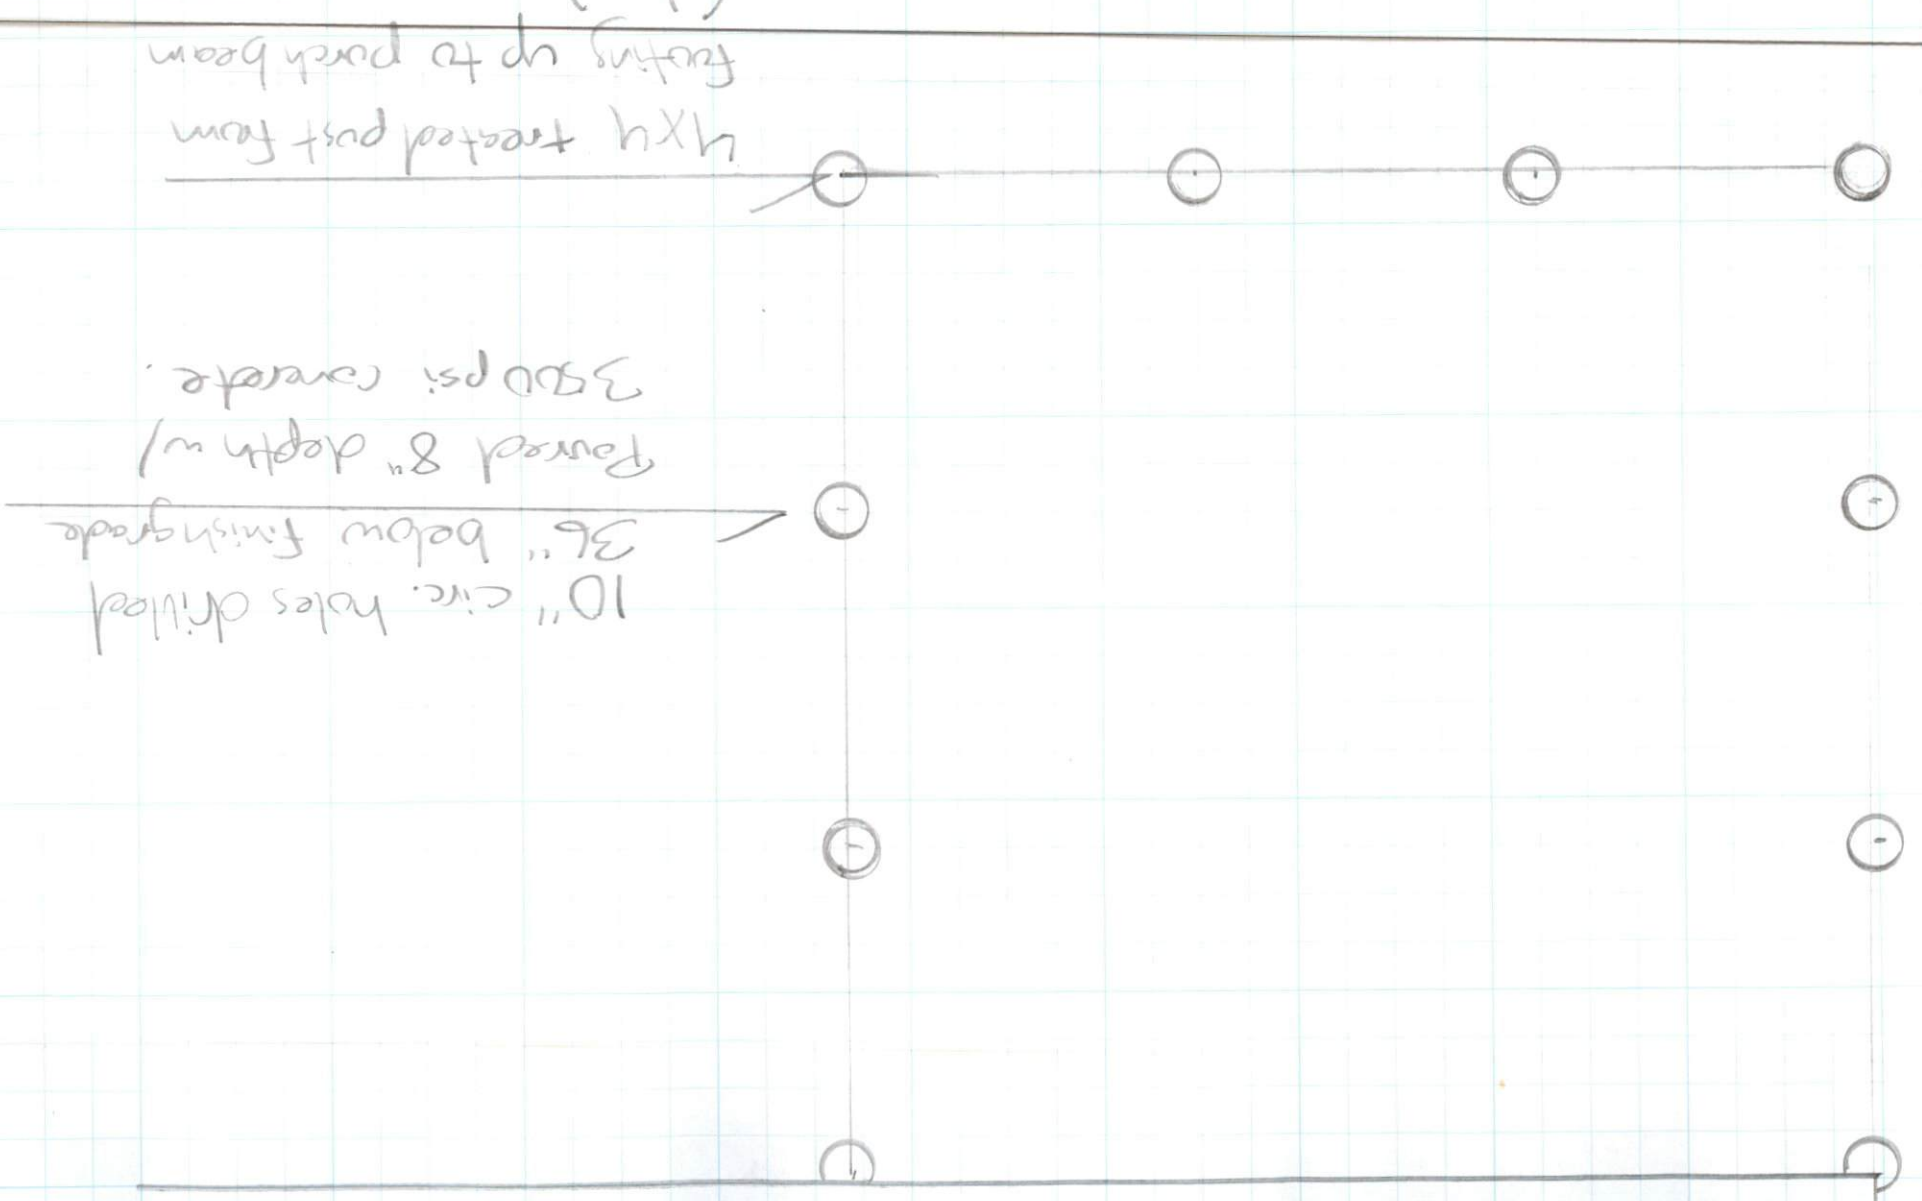 10" circ. holes drilled
36" below finish grade
Poured 8" depth w/
3500 psi concrete.
4x4 treated post from
footing up to porch beam